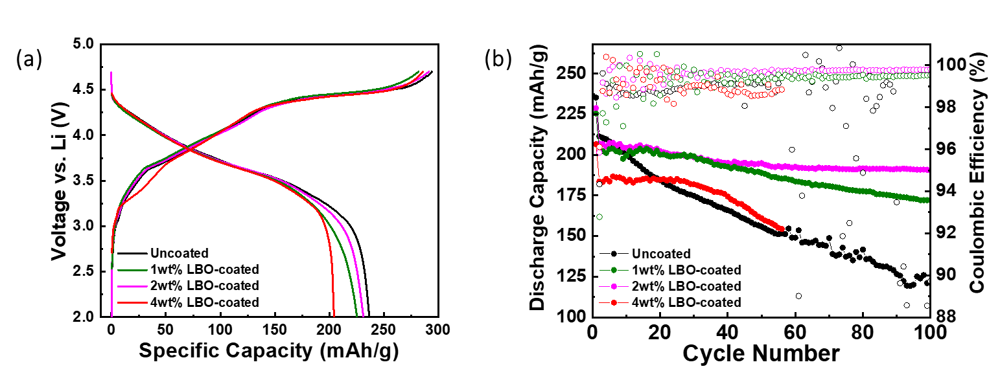 (a)
5.0
4.5
4.0
3.5
3.0
2.5
2.0
Voltage vs. Li (V)
Uncoated
1wt% LBO-coated
2wt% LBO-coated
4wt% LBO-coated
0 50 100 150 200 250 300
Specific Capacity (mAh/g)
(b)
250
225
200
175
150
125
100
Discharge Capacity (mAh/g)
Uncoated
1wt% LBO-coated
2wt% LBO-coated
4wt% LBO-coated
100
98
96
94
92
90
88
Coulombic Efficiency (%)
0 20 40 60 80 100
Cycle Number